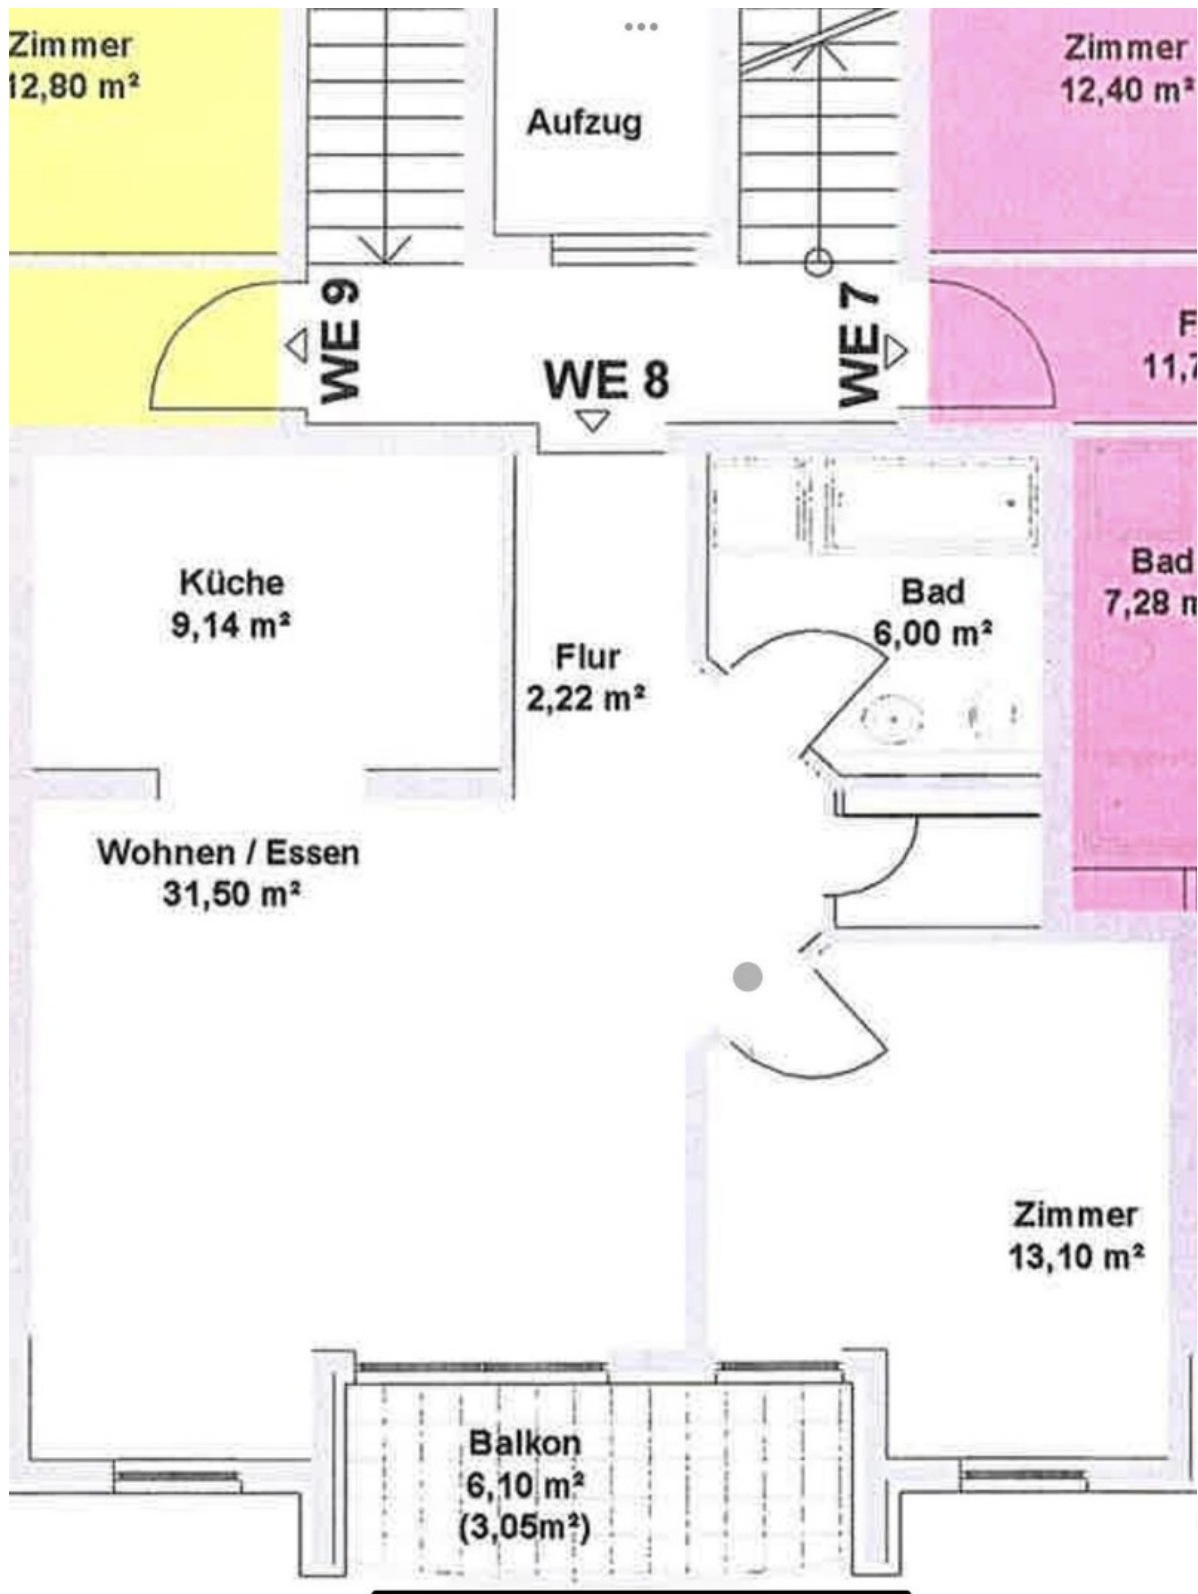 Zimmer
12,80 m²
Aufzug
Zimmer
12,40 m²
WE 9
WE 8
WE 7
11,7
Küche
9,14 m²
Flur
2,22 m²
Bad
6,00 m²
Bad
7,28 m
Wohnen / Essen
31,50 m²
Zimmer
13,10 m²
Balkon
6,10 m²
(3,05m²)